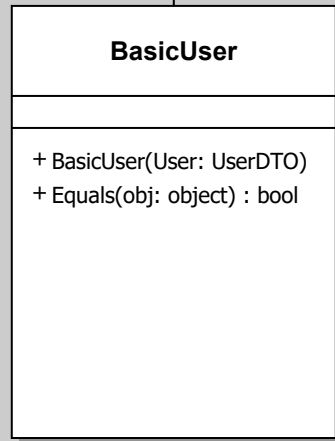 BasicUser
+ BasicUser(User: UserDTO)
+ Equals(obj: object) : bool